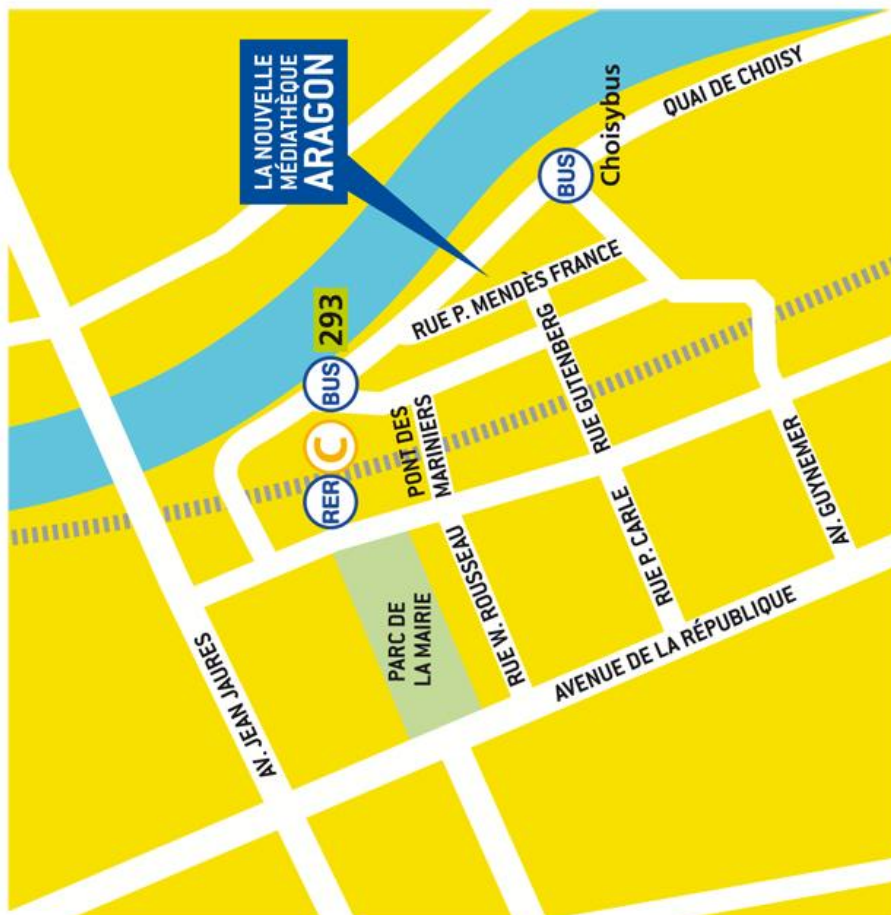 LA NOUVELLE
MÉDIATHÈQUE
ARAGON
QUAI DE CHOISY
BUS
Choisybus
293
BUS
C
RER
RUE P. MENDÈS FRANCE
RUE GUTENBERG
PONT DES
MARINIERS
PARC DE
LA MAIRIE
RUE W. ROUSSEAU
RUE P. CARLE
AV. GUYNEMER
AV. JEAN JAURES
AVENUE DE LA RÉPUBLIQUE